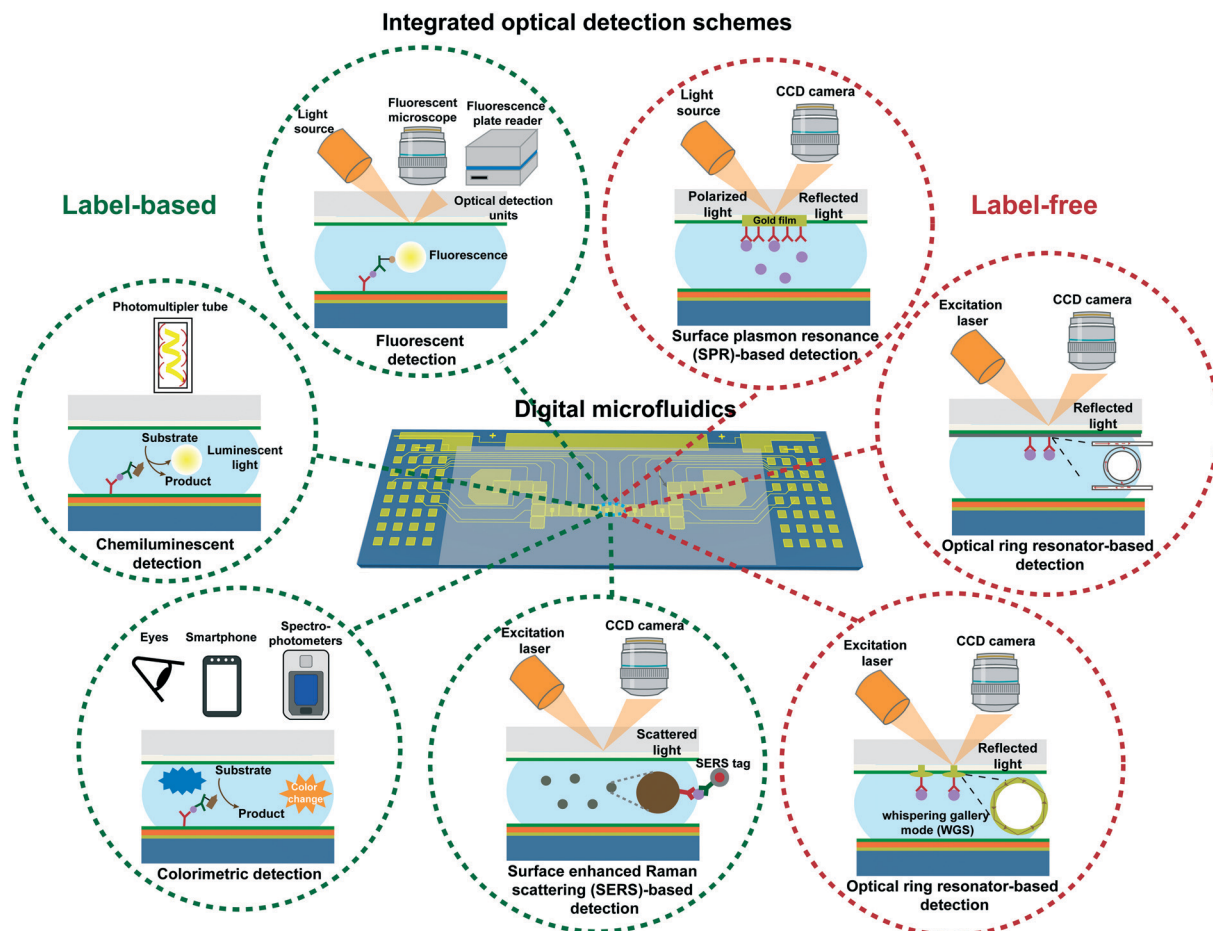 Integrated optical detection schemes
Label-based
Label-free
Light
source
Fluorescent
microscope
Fluorescence
plate reader
Optical detection
units
Fluorescence
Fluorescent
detection
Light
source
CCD camera
Polarized
light
Reflected
light
Gold film
Surface plasmon resonance
(SPR)-based detection
Photomultipler tube
Substrate
Luminescent
light
Product
Chemiluminescent
detection
Digital microfluidics
+
+
Excitation
laser
CCD camera
Reflected
light
Optical ring resonator-based
detection
Eyes
Smartphone
Spectro-
photometers
Substrate
Color
change
Product
Colorimetric detection
Excitation
laser
CCD camera
Scattered
light
SERS tag
Surface enhanced Raman
scattering (SERS)-based
detection
Excitation
laser
CCD camera
Reflected
light
whispering gallery
mode (WGS)
Optical ring resonator-based
detection